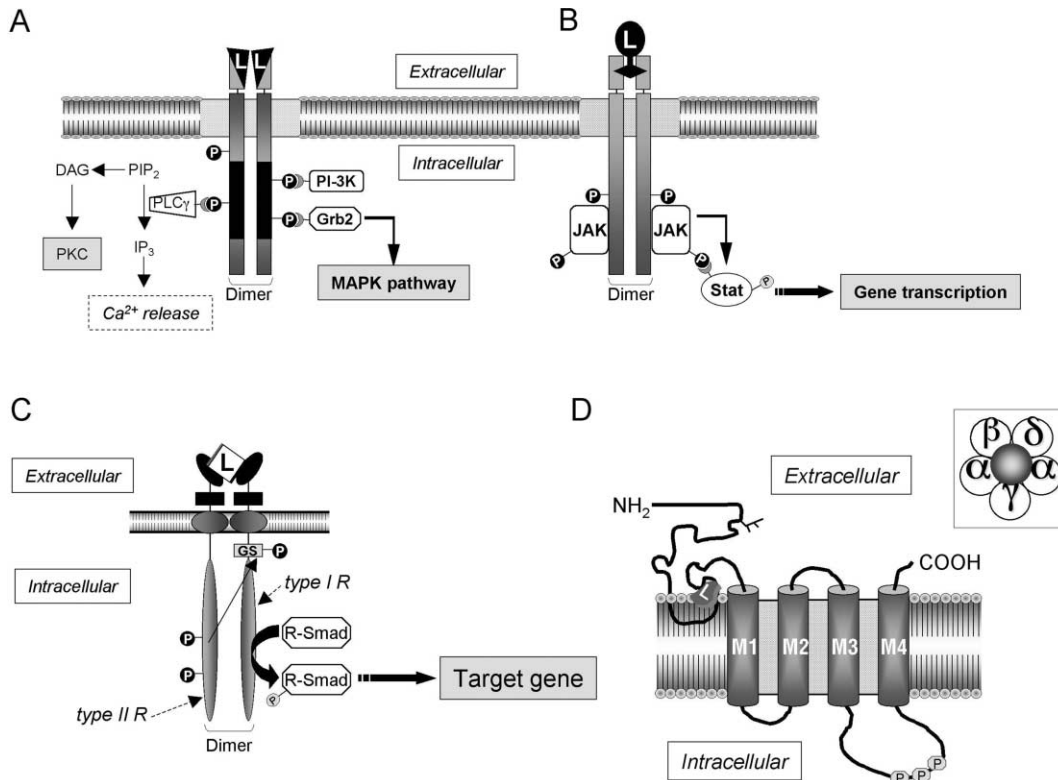 A
L L
Extracellular
Intracellular
P
DAG PIP₂
P PI-3K
PLCγ P
P Grb2
PKC
IP₃
Dimer
MAPK pathway
Ca²⁺ release
B
L
P P
JAK JAK
P P
Stat P
Dimer
Gene transcription
C
Extracellular
L
GS P
Intracellular
type I R
P
R-Smad
P
R-Smad
P
type II R
Dimer
Target gene
D
β δ
α α
γ
Extracellular
NH₂
COOH
L
M1 M2 M3 M4
Intracellular
P P P